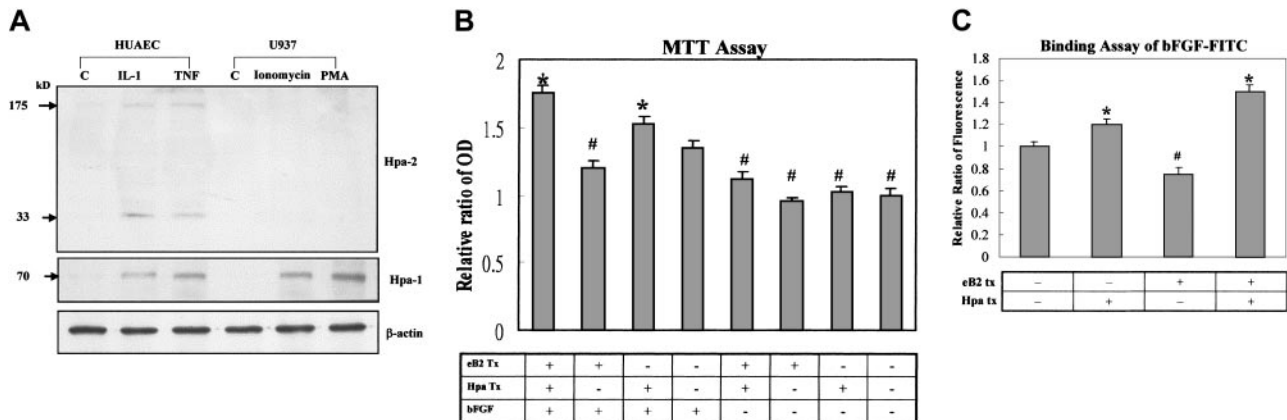 A
HUAEC U937
C IL-1 TNF C Ionomycin PMA
kD
175
Hpa-2
33
70 Hpa-1
β-actin
B
MTT Assay
Relative ratio of OD
2
1.5
1
0.5
0
* # * # # # #
eB2 Tx + + - - + + - -
Hpa Tx + - + - + - + -
bFGF + + + + - - - -
C
Binding Assay of bFGF-FITC
Relative Ratio of Fluorescence
1.8
1.6
1.4
1.2
1
0.8
0.6
0.4
0.2
0
* # *
eB2 tx – – + +
Hpa tx – + – +